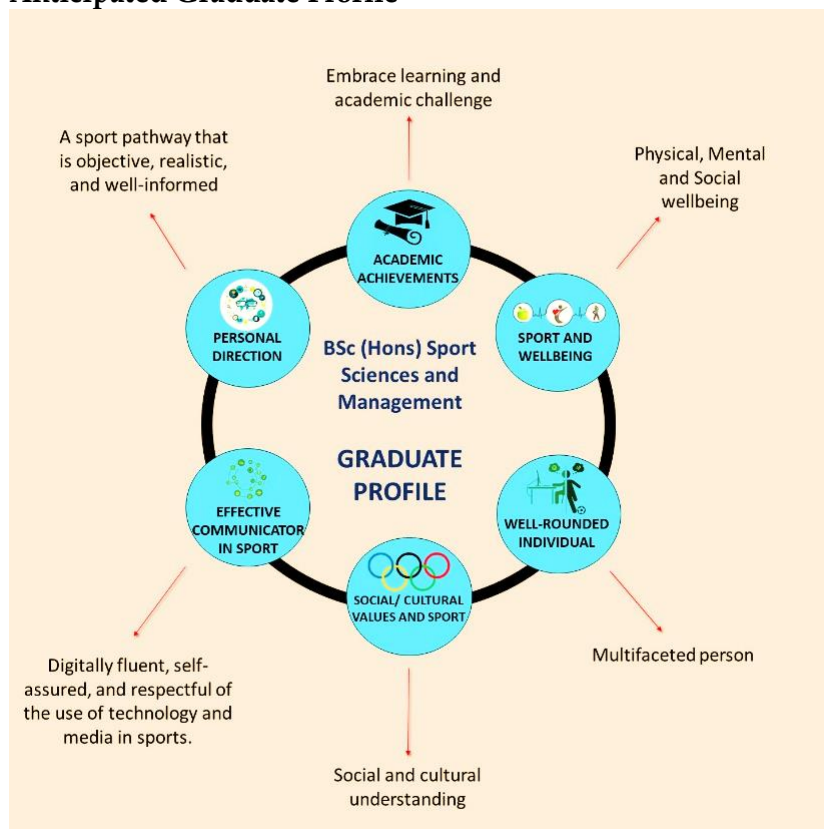 Anticipated Graduate Profile
Embrace learning and
academic challenge
A sport pathway that
is objective, realistic,
and well-informed
Physical, Mental
and Social
wellbeing
ACADEMIC
ACHIEVEMENTS
PERSONAL
DIRECTION
SPORT AND
WELLBEING
BSc (Hons) Sport
Sciences and
Management
GRADUATE
PROFILE
EFFECTIVE
COMMUNICATOR
IN SPORT
WELL-ROUNDED
INDIVIDUAL
SOCIAL/ CULTURAL
VALUES AND SPORT
Digitally fluent, self-
assured, and respectful of
the use of technology and
media in sports.
Multifaceted person
Social and cultural
understanding